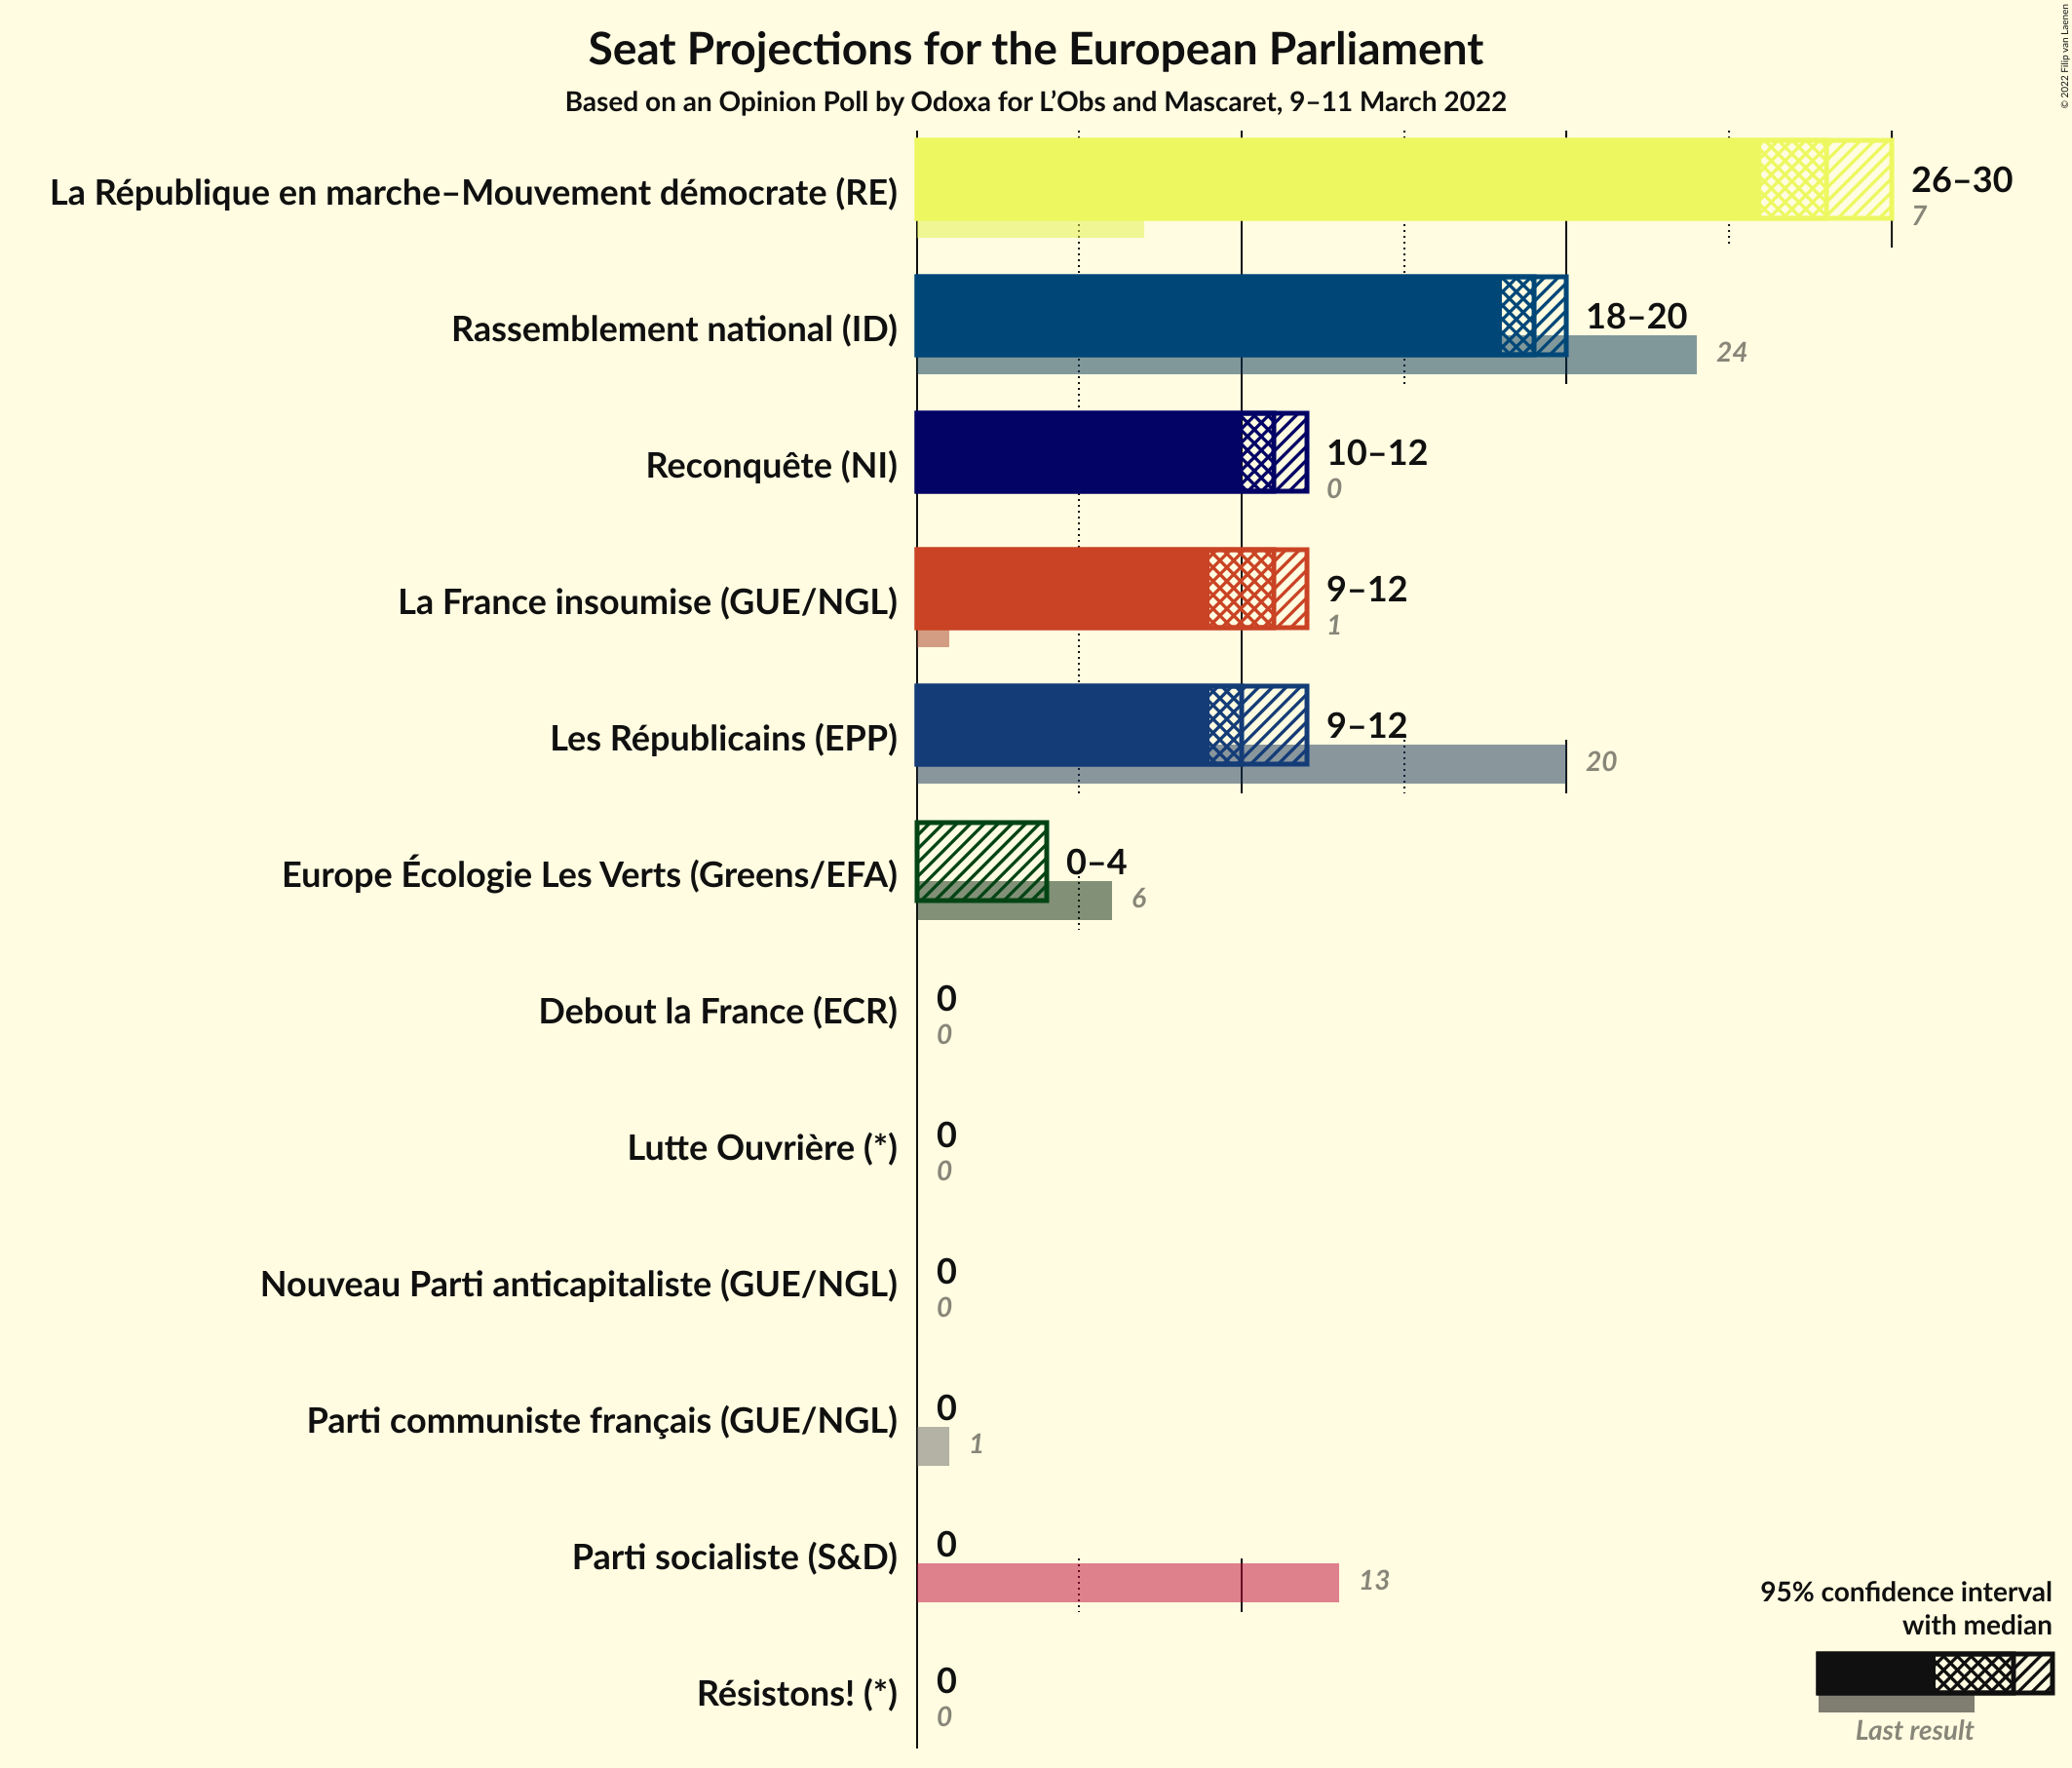 Seat Projections for the European Parliament
Based on an Opinion Poll by Odoxa for L’Obs and Mascaret, 9–11 March 2022
© 2022 Filip van Laenen
La République en marche–Mouvement démocrate (RE)
26–30
7
Rassemblement national (ID)
18–20
24
Reconquête (NI)
10–12
0
La France insoumise (GUE/NGL)
9–12
1
Les Républicains (EPP)
9–12
20
Europe Écologie Les Verts (Greens/EFA)
0–4
6
Debout la France (ECR)
0
0
Lutte Ouvrière (*)
0
0
Nouveau Parti anticapitaliste (GUE/NGL)
0
0
Parti communiste français (GUE/NGL)
0
1
Parti socialiste (S&D)
0
13
Résistons! (*)
0
0
95% confidence interval
with median
Last result